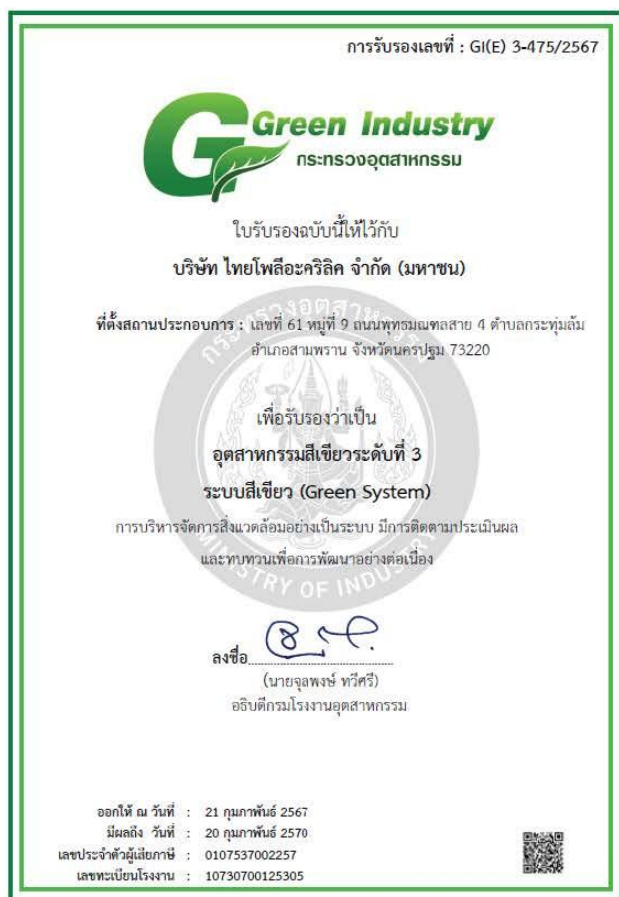 การรับรองเลขที่ : GI(E) 3-475/2567
Green Industry
กระทรวงอุตสาหกรรม
ใบรับรองฉบับนี้ให้ไว้กับ
บริษัท ไทยโพลีอะคริลิค จำกัด (มหาชน)
ที่ตั้งสถานประกอบการ : เลขที่ 61 หมู่ที่ 9 ถนนพุทธมณฑลสาย 4 ตำบลกระทุ่มล้ม
อำเภอสามพราน จังหวัดนครปฐม 73220
เพื่อรับรองว่าเป็น
อุตสาหกรรมสีเขียวระดับที่ 3
ระบบสีเขียว (Green System)
การบริหารจัดการสิ่งแวดล้อมอย่างเป็นระบบ มีการติดตามประเมินผล
และทบทวนเพื่อการพัฒนาอย่างต่อเนื่อง
กระทรวงอุตสาหกรรม
MINISTRY OF INDUSTRY
ลงชื่อ
(นายจุลพงษ์ ทวีศรี)
อธิบดีกรมโรงงานอุตสาหกรรม
ออกให้ ณ วันที่ : 21 กุมภาพันธ์ 2567
มีผลถึง วันที่ : 20 กุมภาพันธ์ 2570
เลขประจำตัวผู้เสียภาษี : 0107537002257
เลขทะเบียนโรงงาน : 10730700125305